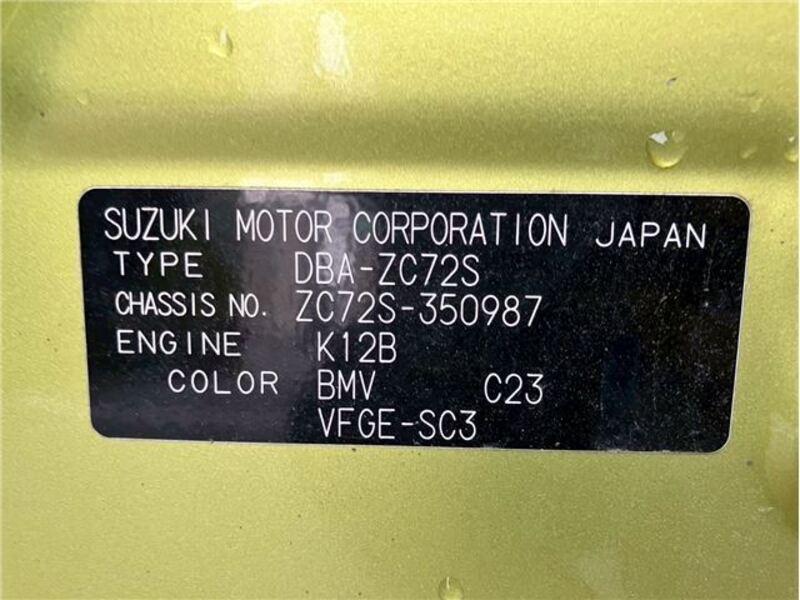 SUZUKI MOTOR CORPORATION JAPAN
TYPE DBA-ZC72S
CHASSIS NO. ZC72S-350987
ENGINE K12B
COLOR BMV C23
VFGE-SC3